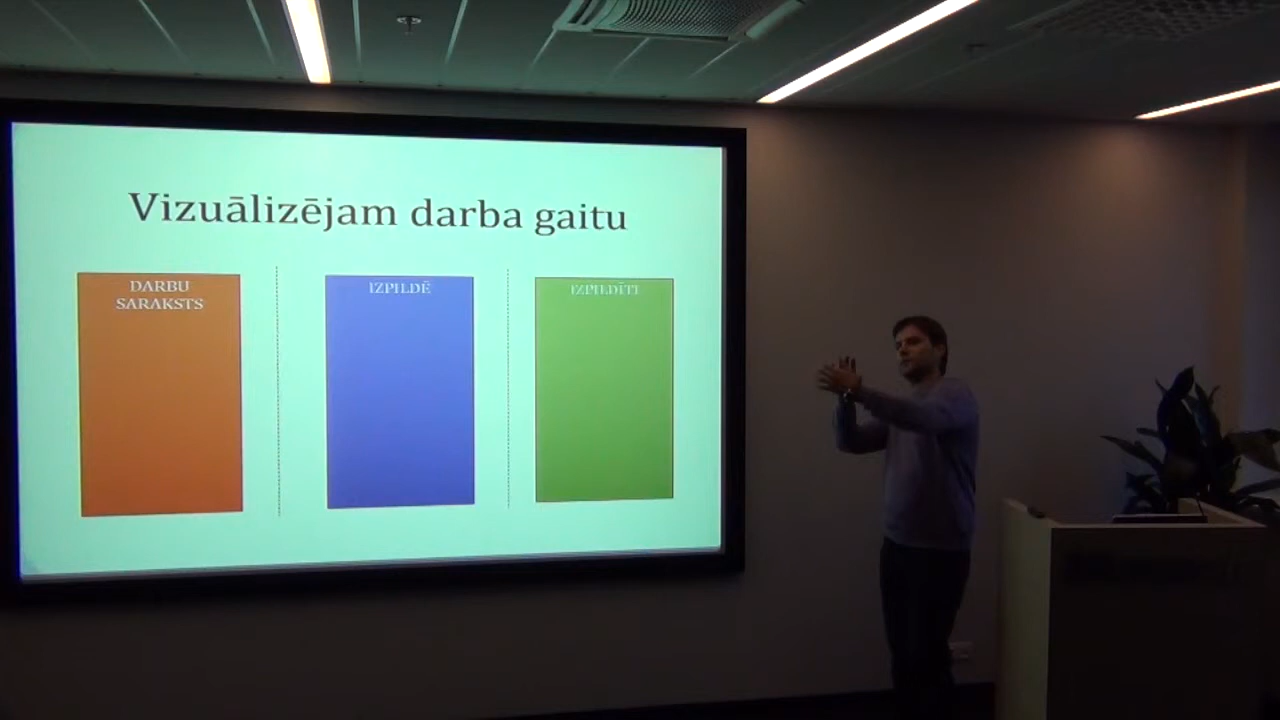 Vizuālizējam darba gaitu
DARBU
SARAKSTS
IZPILDĒ
IZPILDĪTI